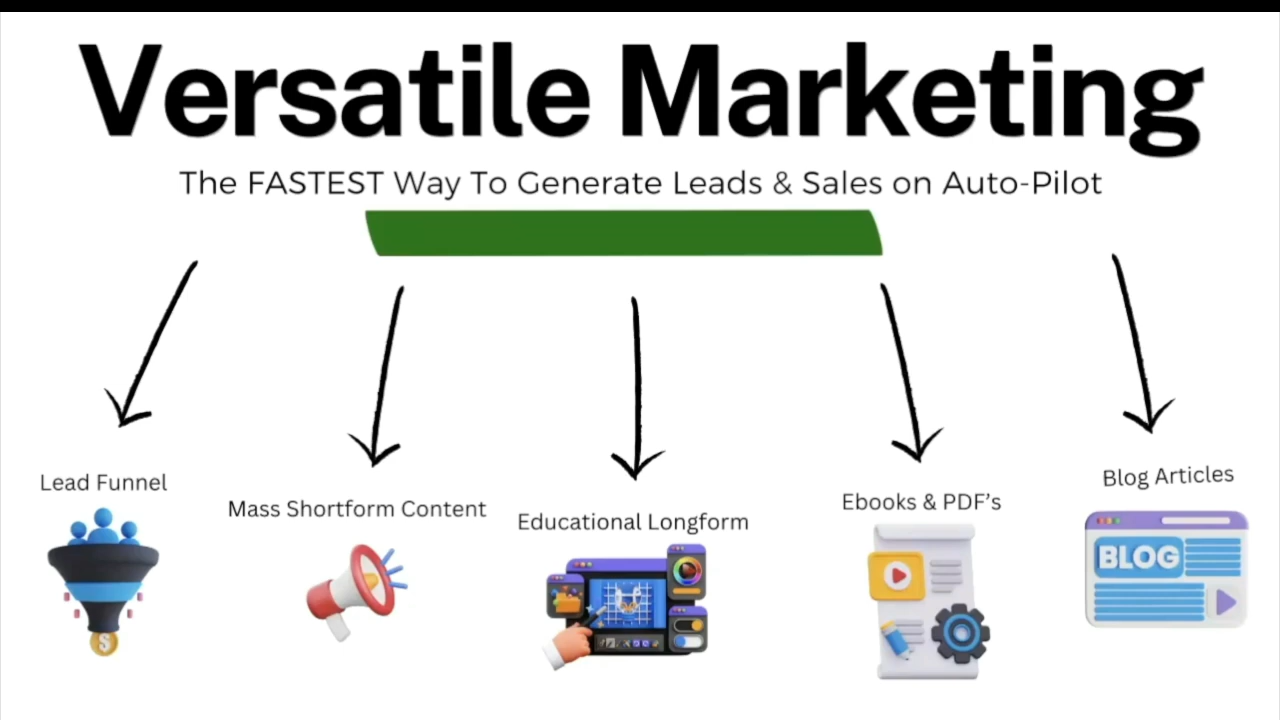 Versatile Marketing
The FASTEST Way To Generate Leads & Sales on Auto-Pilot
Lead Funnel
Mass Shortform Content
Educational Longform
Ebooks & PDF’s
Blog Articles
BLOG
$